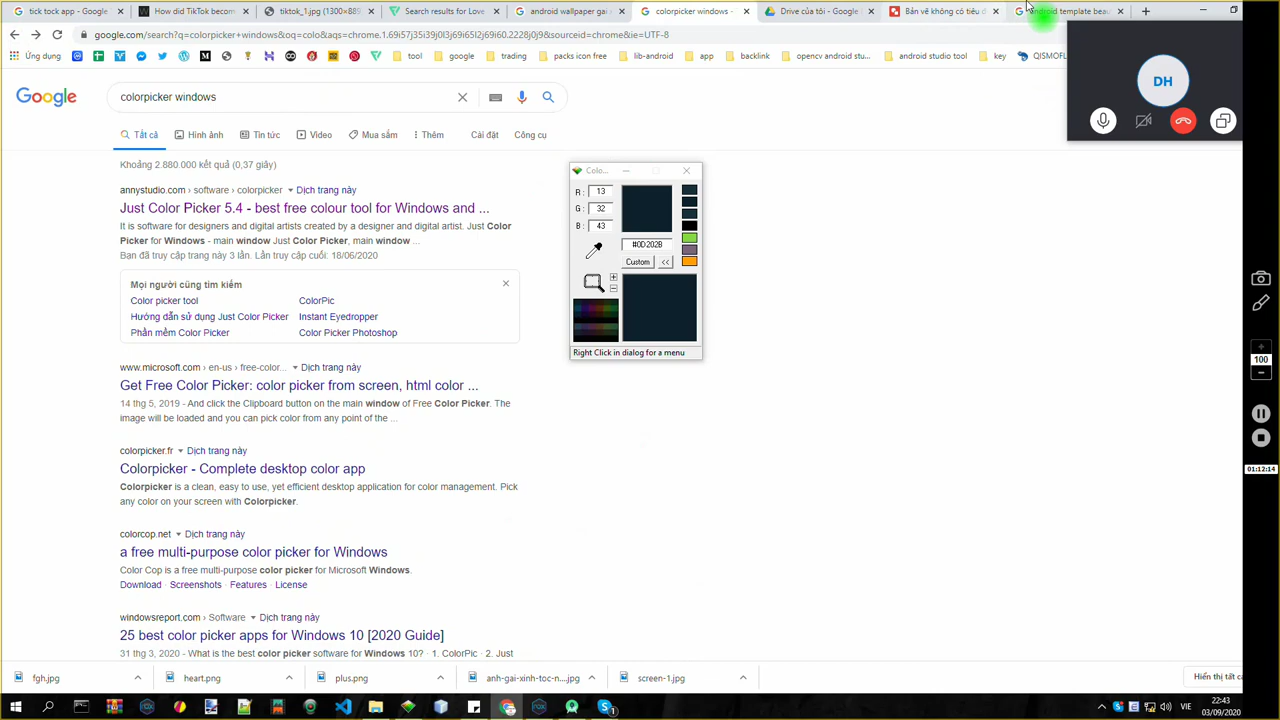 tick tock app - Google
How did TikTok becom
tiktok_1.jpg (1300×889
Search results for Love
android wallpaper gai
colorpicker windows -
Drive của tôi - Google
Bản vẽ không có tiêu đ
android template beau
google.com/search?q=colorpicker+windows&oq=colo&aqs=chrome.1.69i57j35i39l3j69i65l2j69i60.2228j0j9&sourceid=chrome&ie=UTF-8
Ứng dụng
tool
google
trading
packs icon free
lib-android
app
backlink
opencv android stu...
android studio tool
key
QISMOFL
DH
Google
colorpicker windows
Tất cả
Hình ảnh
Tin tức
Video
Mua sắm
Thêm
Cài đặt
Công cụ
Khoảng 2.880.000 kết quả (0,37 giây)
annystudio.com › software › colorpicker ▾ Dịch trang này
Just Color Picker 5.4 - best free colour tool for Windows and ...
It is software for designers and digital artists created by a designer and digital artist. Just Color
Picker for Windows - main window Just Color Picker, main window ...
Bạn đã truy cập trang này 3 lần. Lần truy cập cuối: 18/06/2020
Mọi người cũng tìm kiếm
Color picker tool
ColorPic
Hướng dẫn sử dụng Just Color Picker
Instant Eyedropper
Phần mềm Color Picker
Color Picker Photoshop
www.microsoft.com › en-us › free-color... ▾ Dịch trang này
Get Free Color Picker: color picker from screen, html color ...
14 thg 5, 2019 - And click the Clipboard button on the main window of Free Color Picker. The
image will be loaded and you can pick color from any point of the ...
colorpicker.fr ▾ Dịch trang này
Colorpicker - Complete desktop color app
Colorpicker is a clean, easy to use, yet efficient desktop application for color management. Pick
any color on your screen with Colorpicker.
colorcop.net ▾ Dịch trang này
a free multi-purpose color picker for Windows
Color Cop is a free multi-purpose color picker for Microsoft Windows.
Download · Screenshots · Features · License
windowsreport.com › Software ▾ Dịch trang này
25 best color picker apps for Windows 10 [2020 Guide]
31 thg 3, 2020 - What is the best color picker software for Windows 10? · 1. ColorPic · 2. Just
Colo...
R : 13
G : 32
B : 43
#0D202B
Custom
<<
Right Click in dialog for a menu
100
01:12:14
fgh.jpg
heart.png
plus.png
anh-gai-xinh-toc-n....jpg
screen-1.jpg
Hiển thị tất cả
1
VIE
22:43
03/09/2020